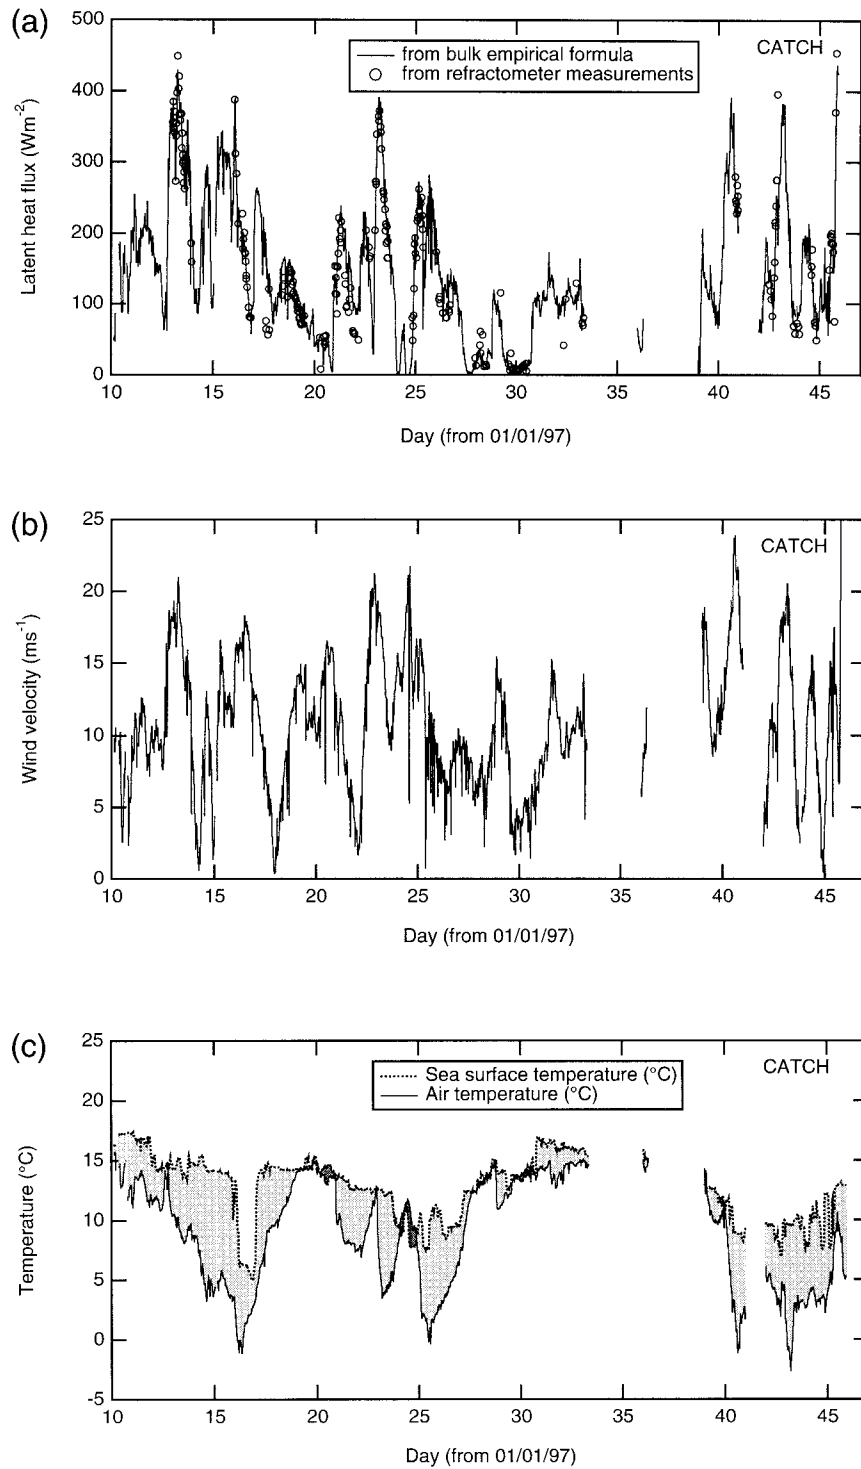 (a)
500
400
300
200
100
0
Latent heat flux (Wm-2)
from bulk empirical formula
from refractometer measurements
CATCH
10 15 20 25 30 35 40 45
Day (from 01/01/97)
(b)
25
20
15
10
5
0
Wind velocity (ms-1)
CATCH
10 15 20 25 30 35 40 45
Day (from 01/01/97)
(c)
25
20
15
10
5
0
-5
Temperature (°C)
Sea surface temperature (°C)
Air temperature (°C)
CATCH
10 15 20 25 30 35 40 45
Day (from 01/01/97)